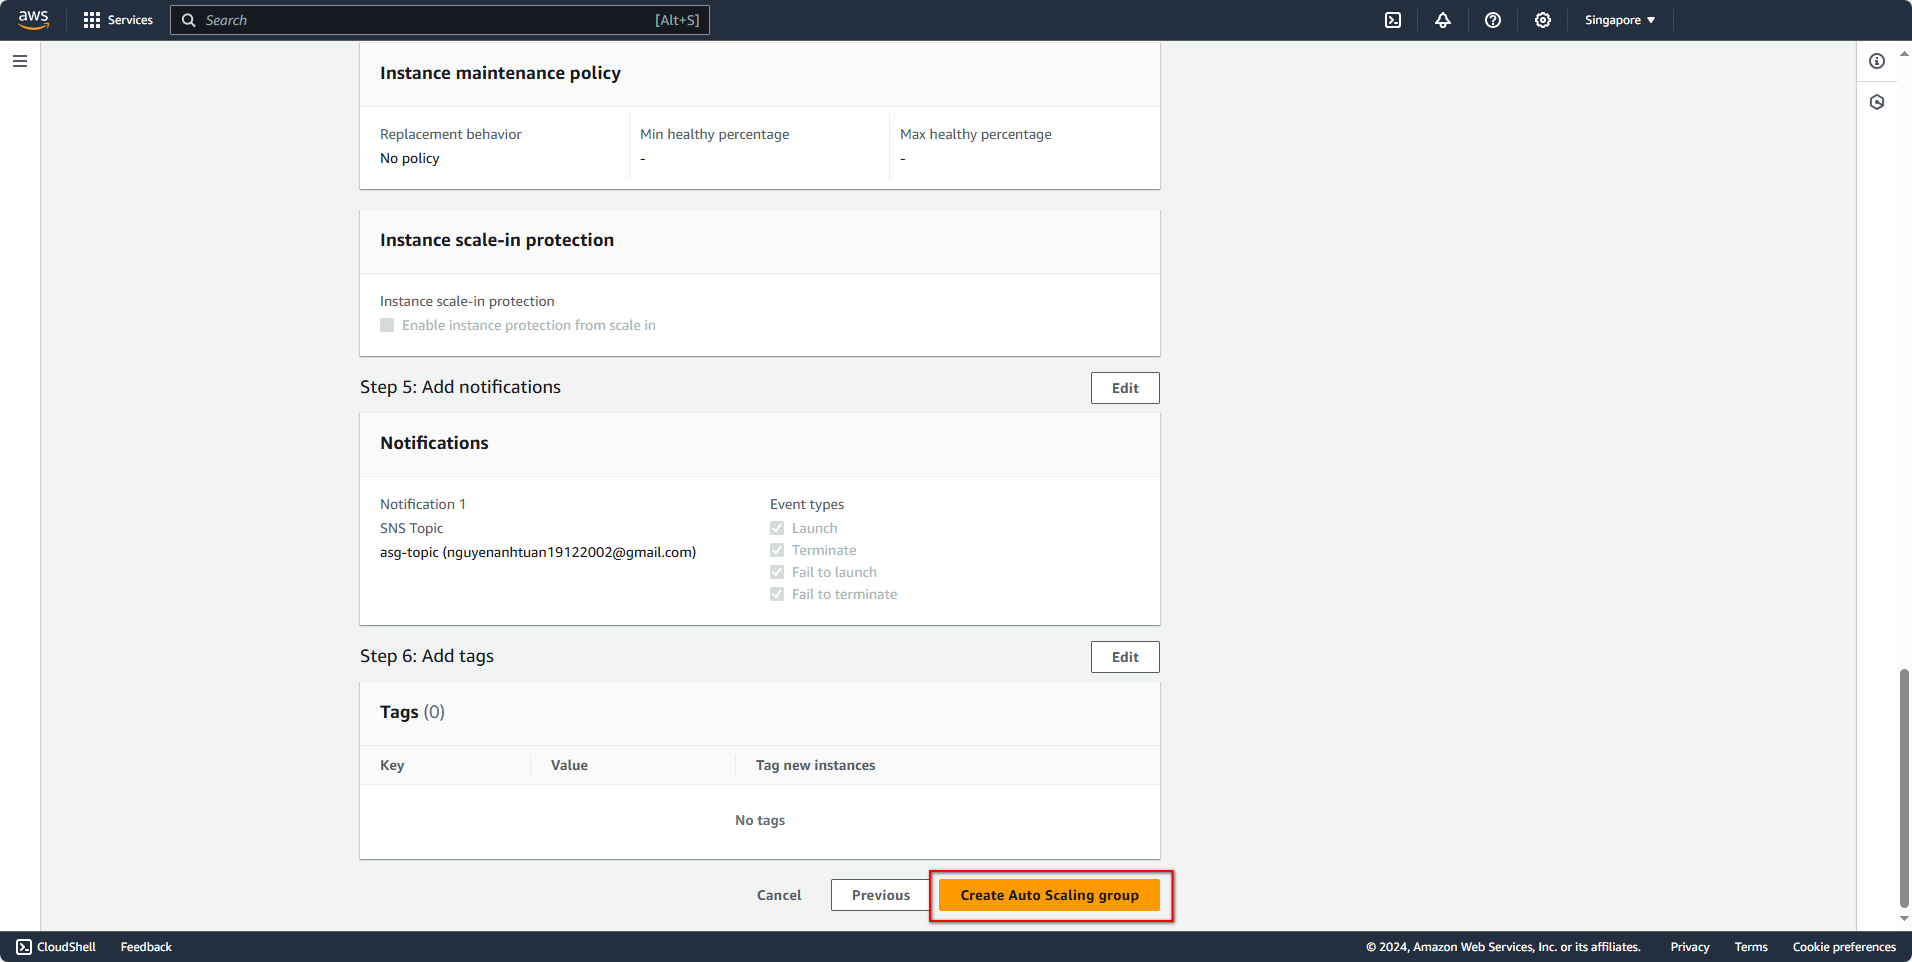 aws
Services
Search
[Alt+S]
Singapore
Instance maintenance policy
Replacement behavior
Min healthy percentage
Max healthy percentage
No policy
-
-
Instance scale-in protection
Instance scale-in protection
Enable instance protection from scale in
Step 5: Add notifications
Edit
Notifications
Notification 1
Event types
SNS Topic
Launch
asg-topic (nguyenanhtuan19122002@gmail.com)
Terminate
Fail to launch
Fail to terminate
Step 6: Add tags
Edit
Tags (0)
Key
Value
Tag new instances
No tags
Cancel
Previous
Create Auto Scaling group
CloudShell
Feedback
© 2024, Amazon Web Services, Inc. or its affiliates.
Privacy
Terms
Cookie preferences